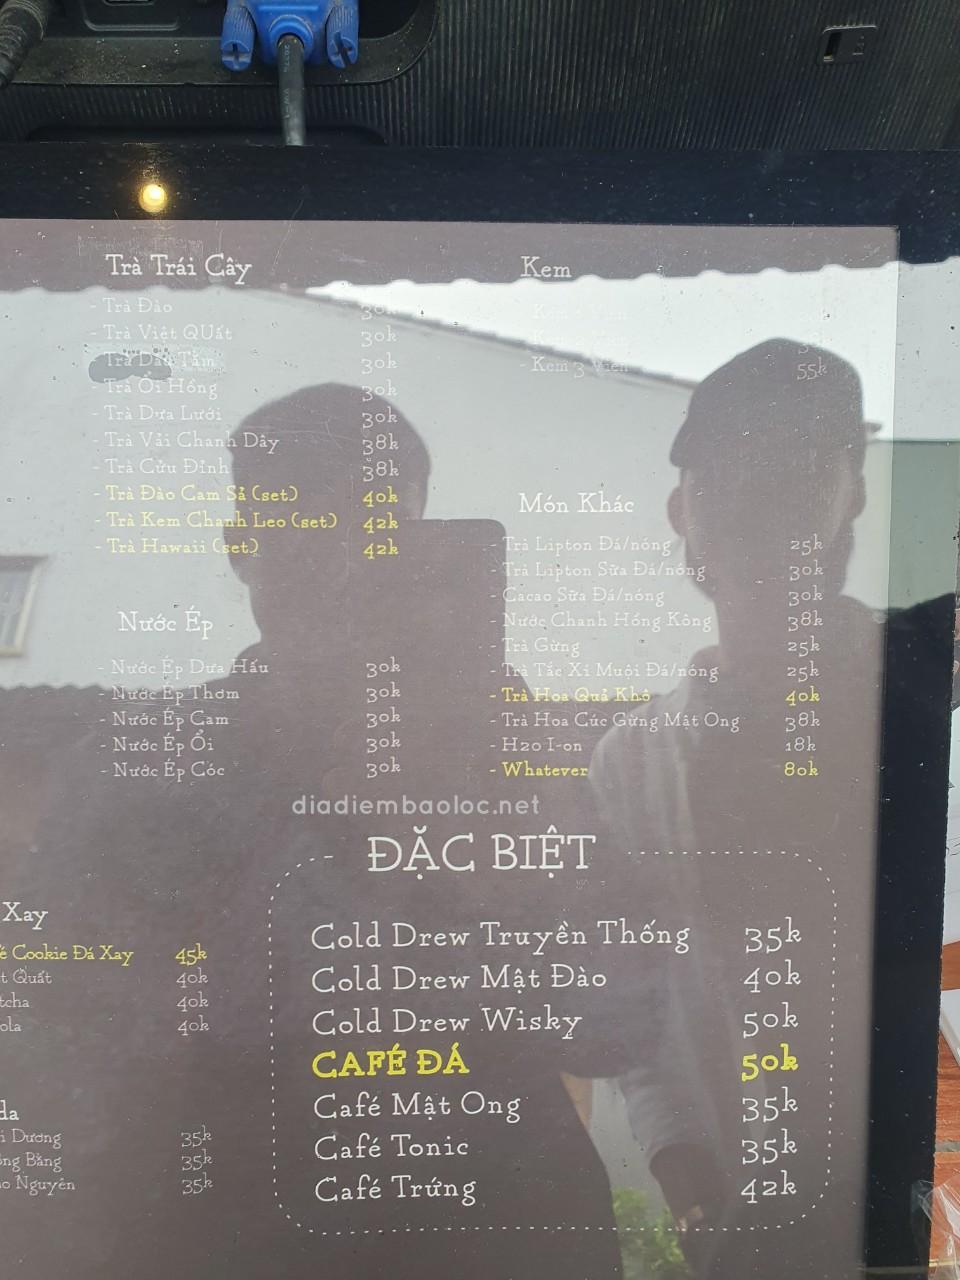 Trà Trái Cây
- Trà Đào 30k
- Trà Việt QUất 30k
Trà Dâu Tằm 30k
Trà Ổi Hồng 30k
- Trà Dưa Lưới 30k
- Trà Vải Chanh Dây 38k
- Trà Cửu Đỉnh 38k
- Trà Đào Cam Sả (set) 40k
- Trà Kem Chanh Leo (set) 42k
- Trà Hawaii (set) 42k
Nước Ép
- Nước Ép Dưa Hấu 30k
- Nước Ép Thơm 30k
- Nước Ép Cam 30k
- Nước Ép Ổi 30k
- Nước Ép Cóc 30k
Kem
Kem Viên
- Kem 3 Viên 55k
Món Khác
- Trà Lipton Đá/nóng 25k
- Trà Lipton Sữa Đá/nóng 30k
- Cacao Sữa Đá/nóng 30k
- Nước Chanh Hồng Kông 38k
- Trà Gừng 25k
- Trà Tắc Xí Muội Đá/nóng 25k
- Trà Hoa Quả Khô 40k
- Trà Hoa Cúc Gừng Mật Ong 38k
- H2o I-on 18k
- Whatever 80k
diadiembaoloc.net
Xay
é Cookie Đá Xay 45k
t Quất 40k
tcha 40k
ola 40k
da
i Dương 35k
ng Bằng 35k
o Nguyên 35k
ĐẶC BIỆT
Cold Drew Truyền Thống 35k
Cold Drew Mật Đào 40k
Cold Drew Wisky 50k
CAFÉ ĐÁ 50k
Café Mật Ong 35k
Café Tonic 35k
Café Trứng 42k